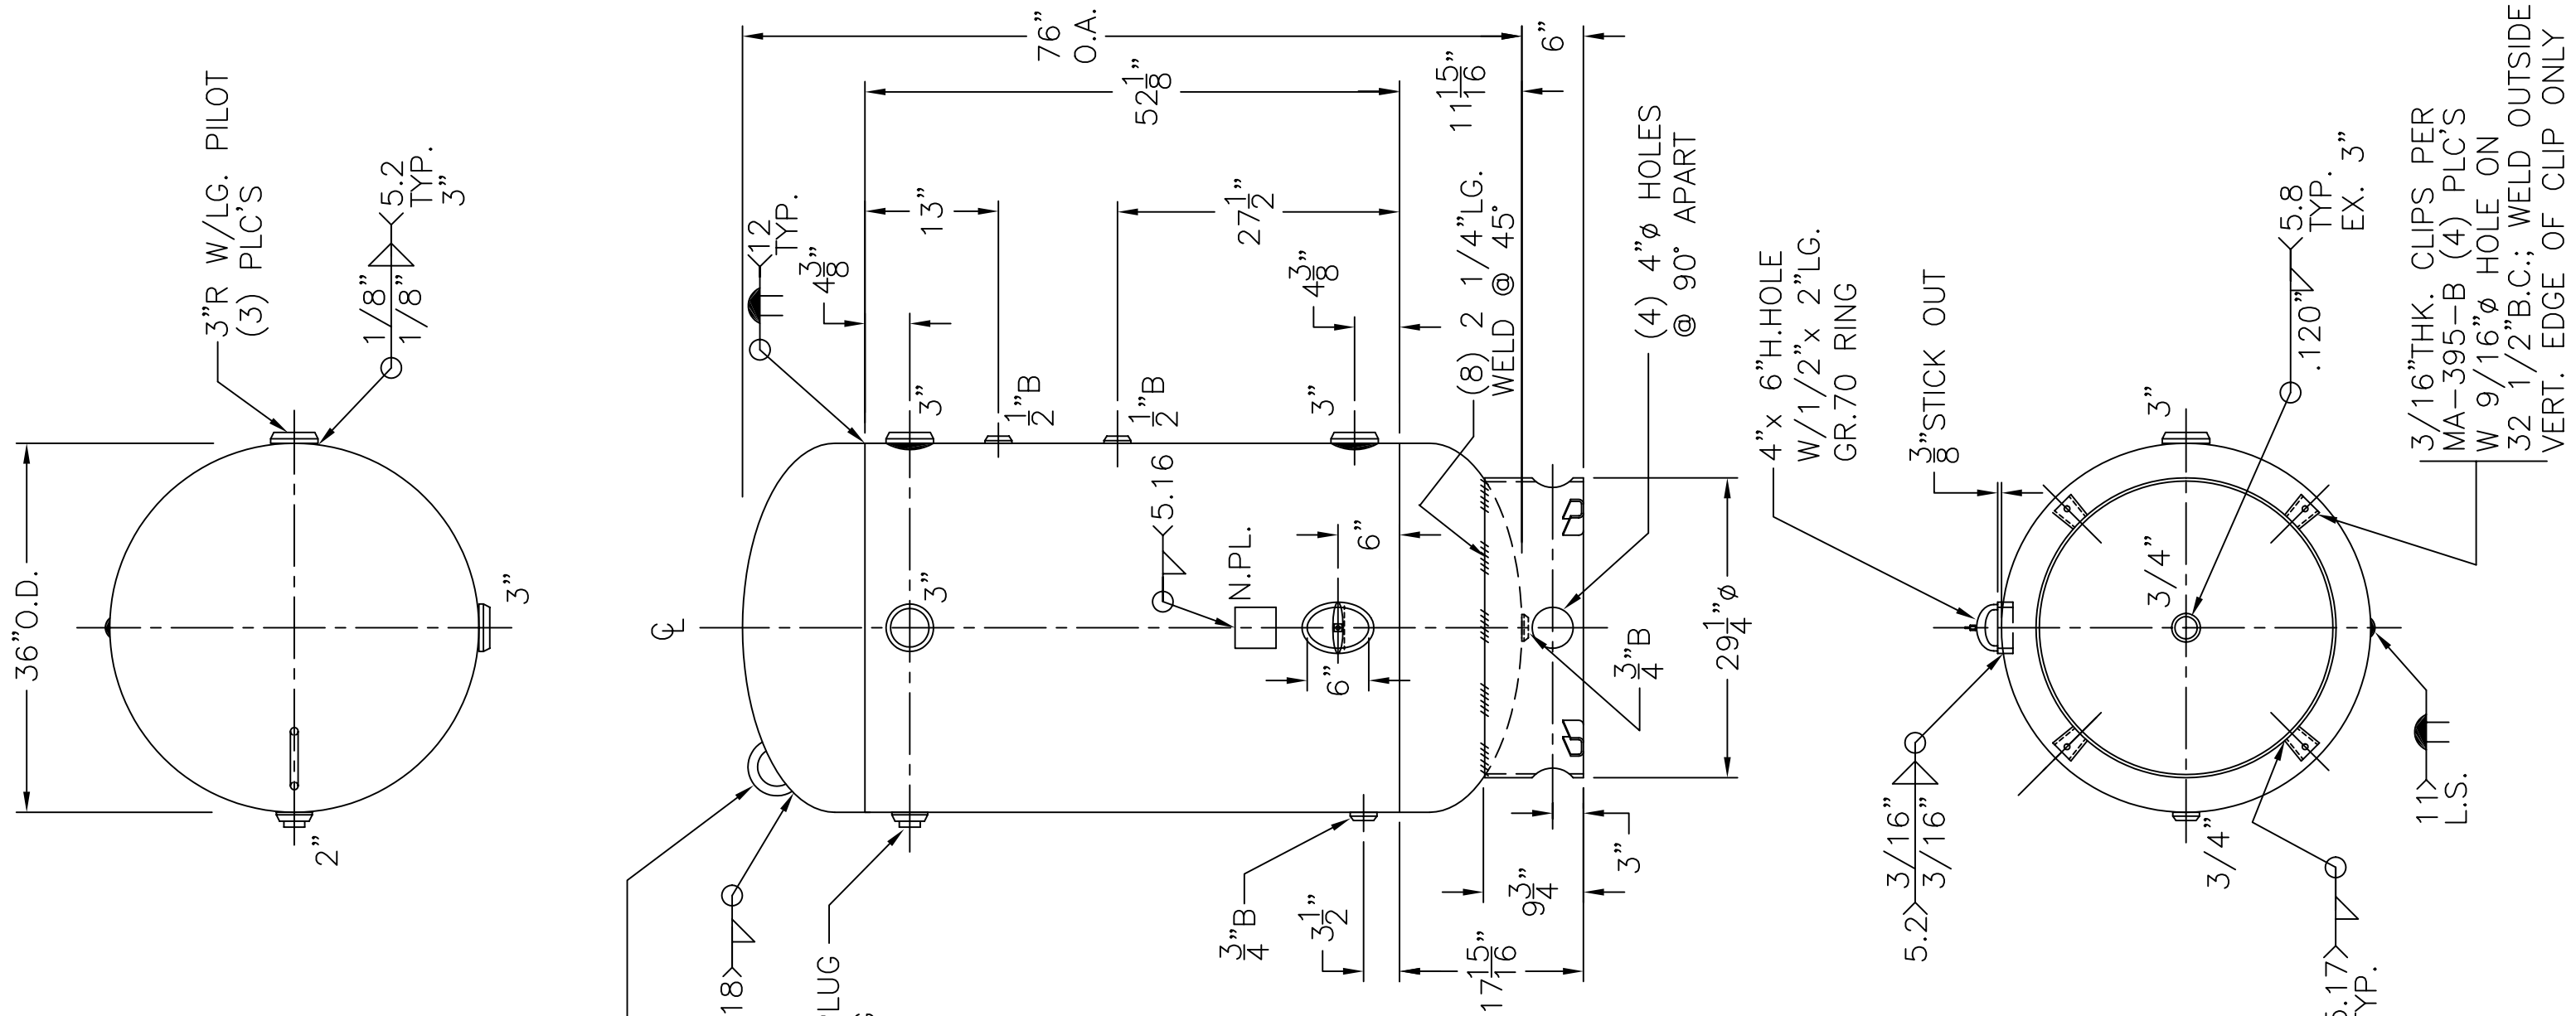 36"O.D.
3"R W/LG. PILOT
(3) PLC'S
1/8"
1/8"
5.2
TYP.
3"
3"
2"
℄
76"
O.A.
52 1/8"
11 15/16"
6"
12
TYP.
4 3/8"
13"
27 1/2"
4 3/8"
3"
1/2"B
1/2"B
3"
3"
5.16
N.PL.
6"
6"
(8) 2 1/4"LG.
WELD @ 45°
(4) 4"ø HOLES
@ 90° APART
3/4"B
29 1/4"ø
18
PLUG
3/4"B
3 1/2"
17 15/16"
9 3/4"
3"
4"x 6"H.HOLE
W/1/2"x 2"LG.
GR.70 RING
3/8"STICK OUT
3"
3/4"
5.8
TYP.
EX. 3"
.120"
3/16"THK. CLIPS PER
MA-395-B (4) PLC'S
W 9/16"ø HOLE ON
32 1/2"B.C.; WELD OUTSIDE
VERT. EDGE OF CLIP ONLY
5.2
3/16"
3/16"
3/4"
11
L.S.
5.17
TYP.